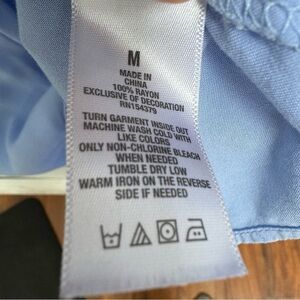 M
MADE IN
CHINA
100% RAYON
EXCLUSIVE OF DECORATION
RN154379
TURN GARMENT INSIDE OUT
MACHINE WASH COLD WITH
LIKE COLORS
ONLY NON-CHLORINE BLEACH
WHEN NEEDED
TUMBLE DRY LOW
WARM IRON ON THE REVERSE
SIDE IF NEEDED